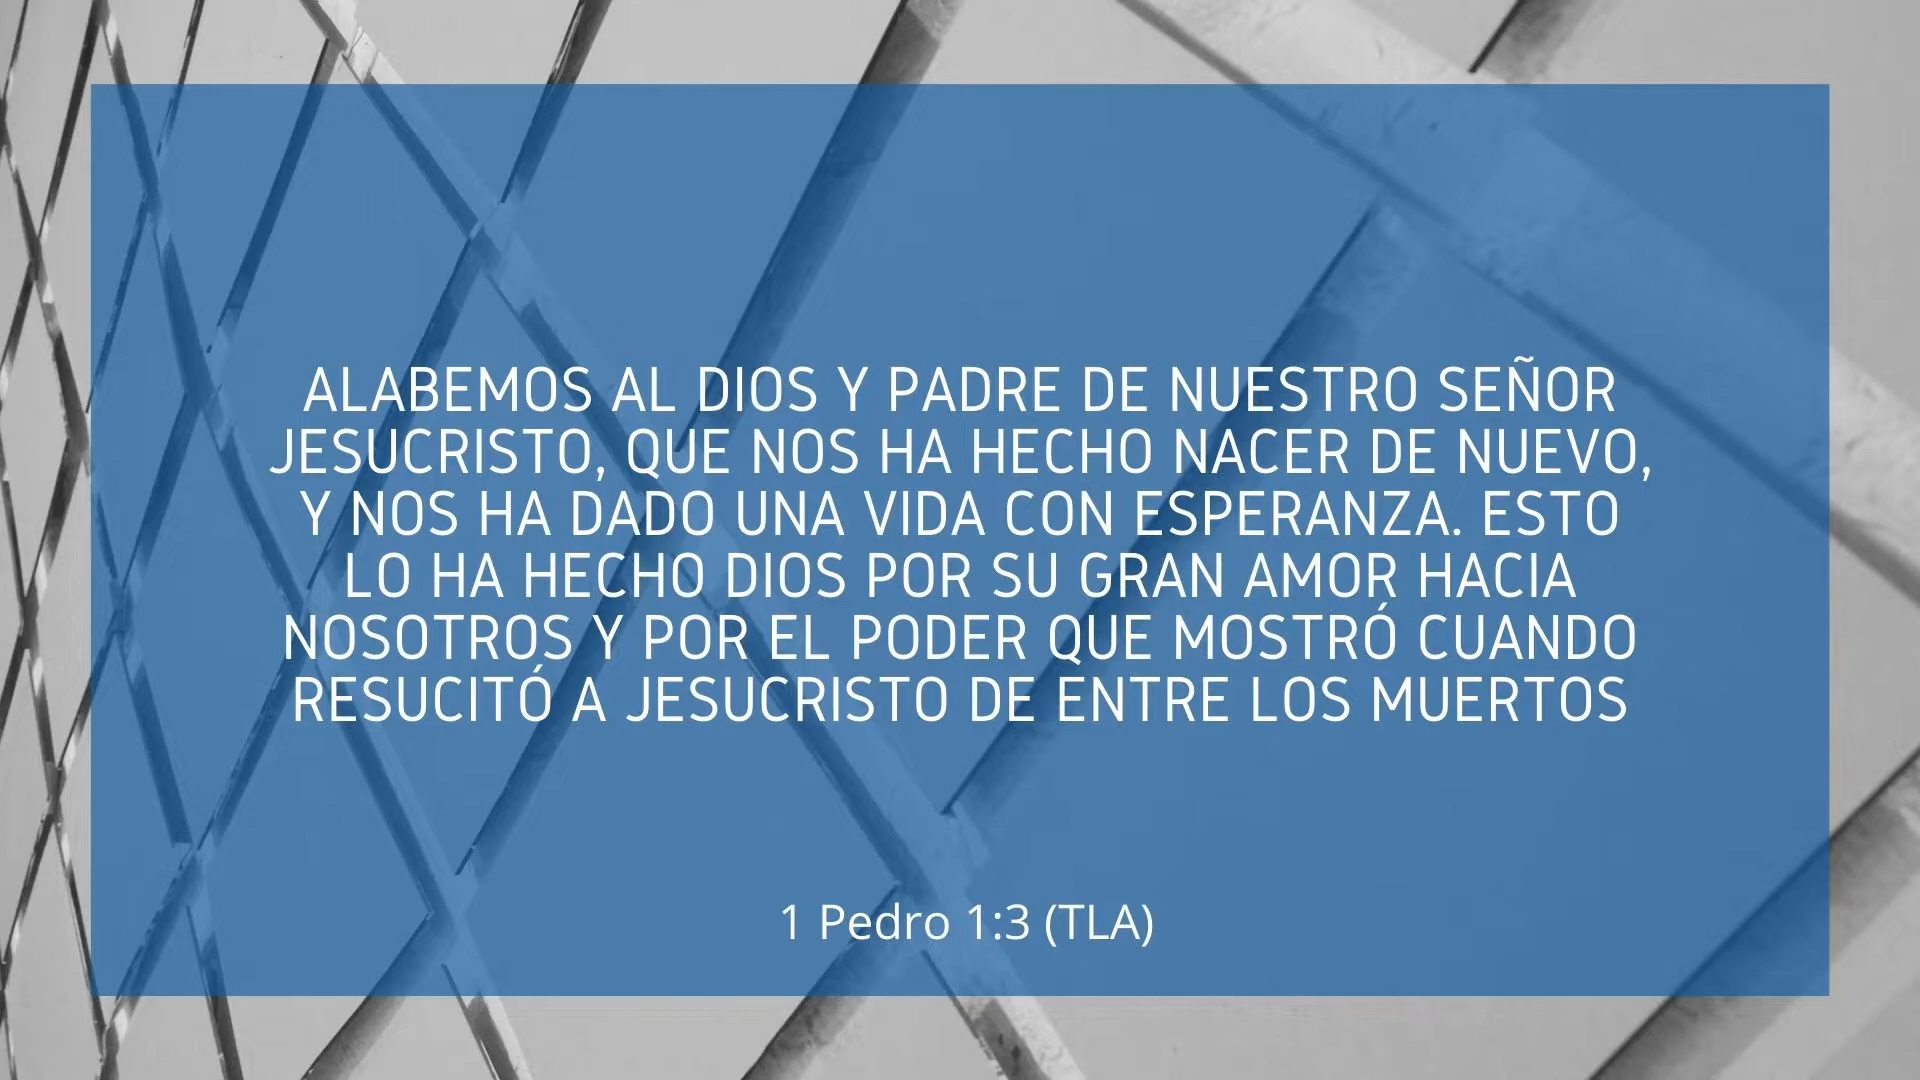 ALABEMOS AL DIOS Y PADRE DE NUESTRO SEÑOR
JESUCRISTO, QUE NOS HA HECHO NACER DE NUEVO,
Y NOS HA DADO UNA VIDA CON ESPERANZA. ESTO
LO HA HECHO DIOS POR SU GRAN AMOR HACIA
NOSOTROS Y POR EL PODER QUE MOSTRÓ CUANDO
RESUCITÓ A JESUCRISTO DE ENTRE LOS MUERTOS
1 Pedro 1:3 (TLA)